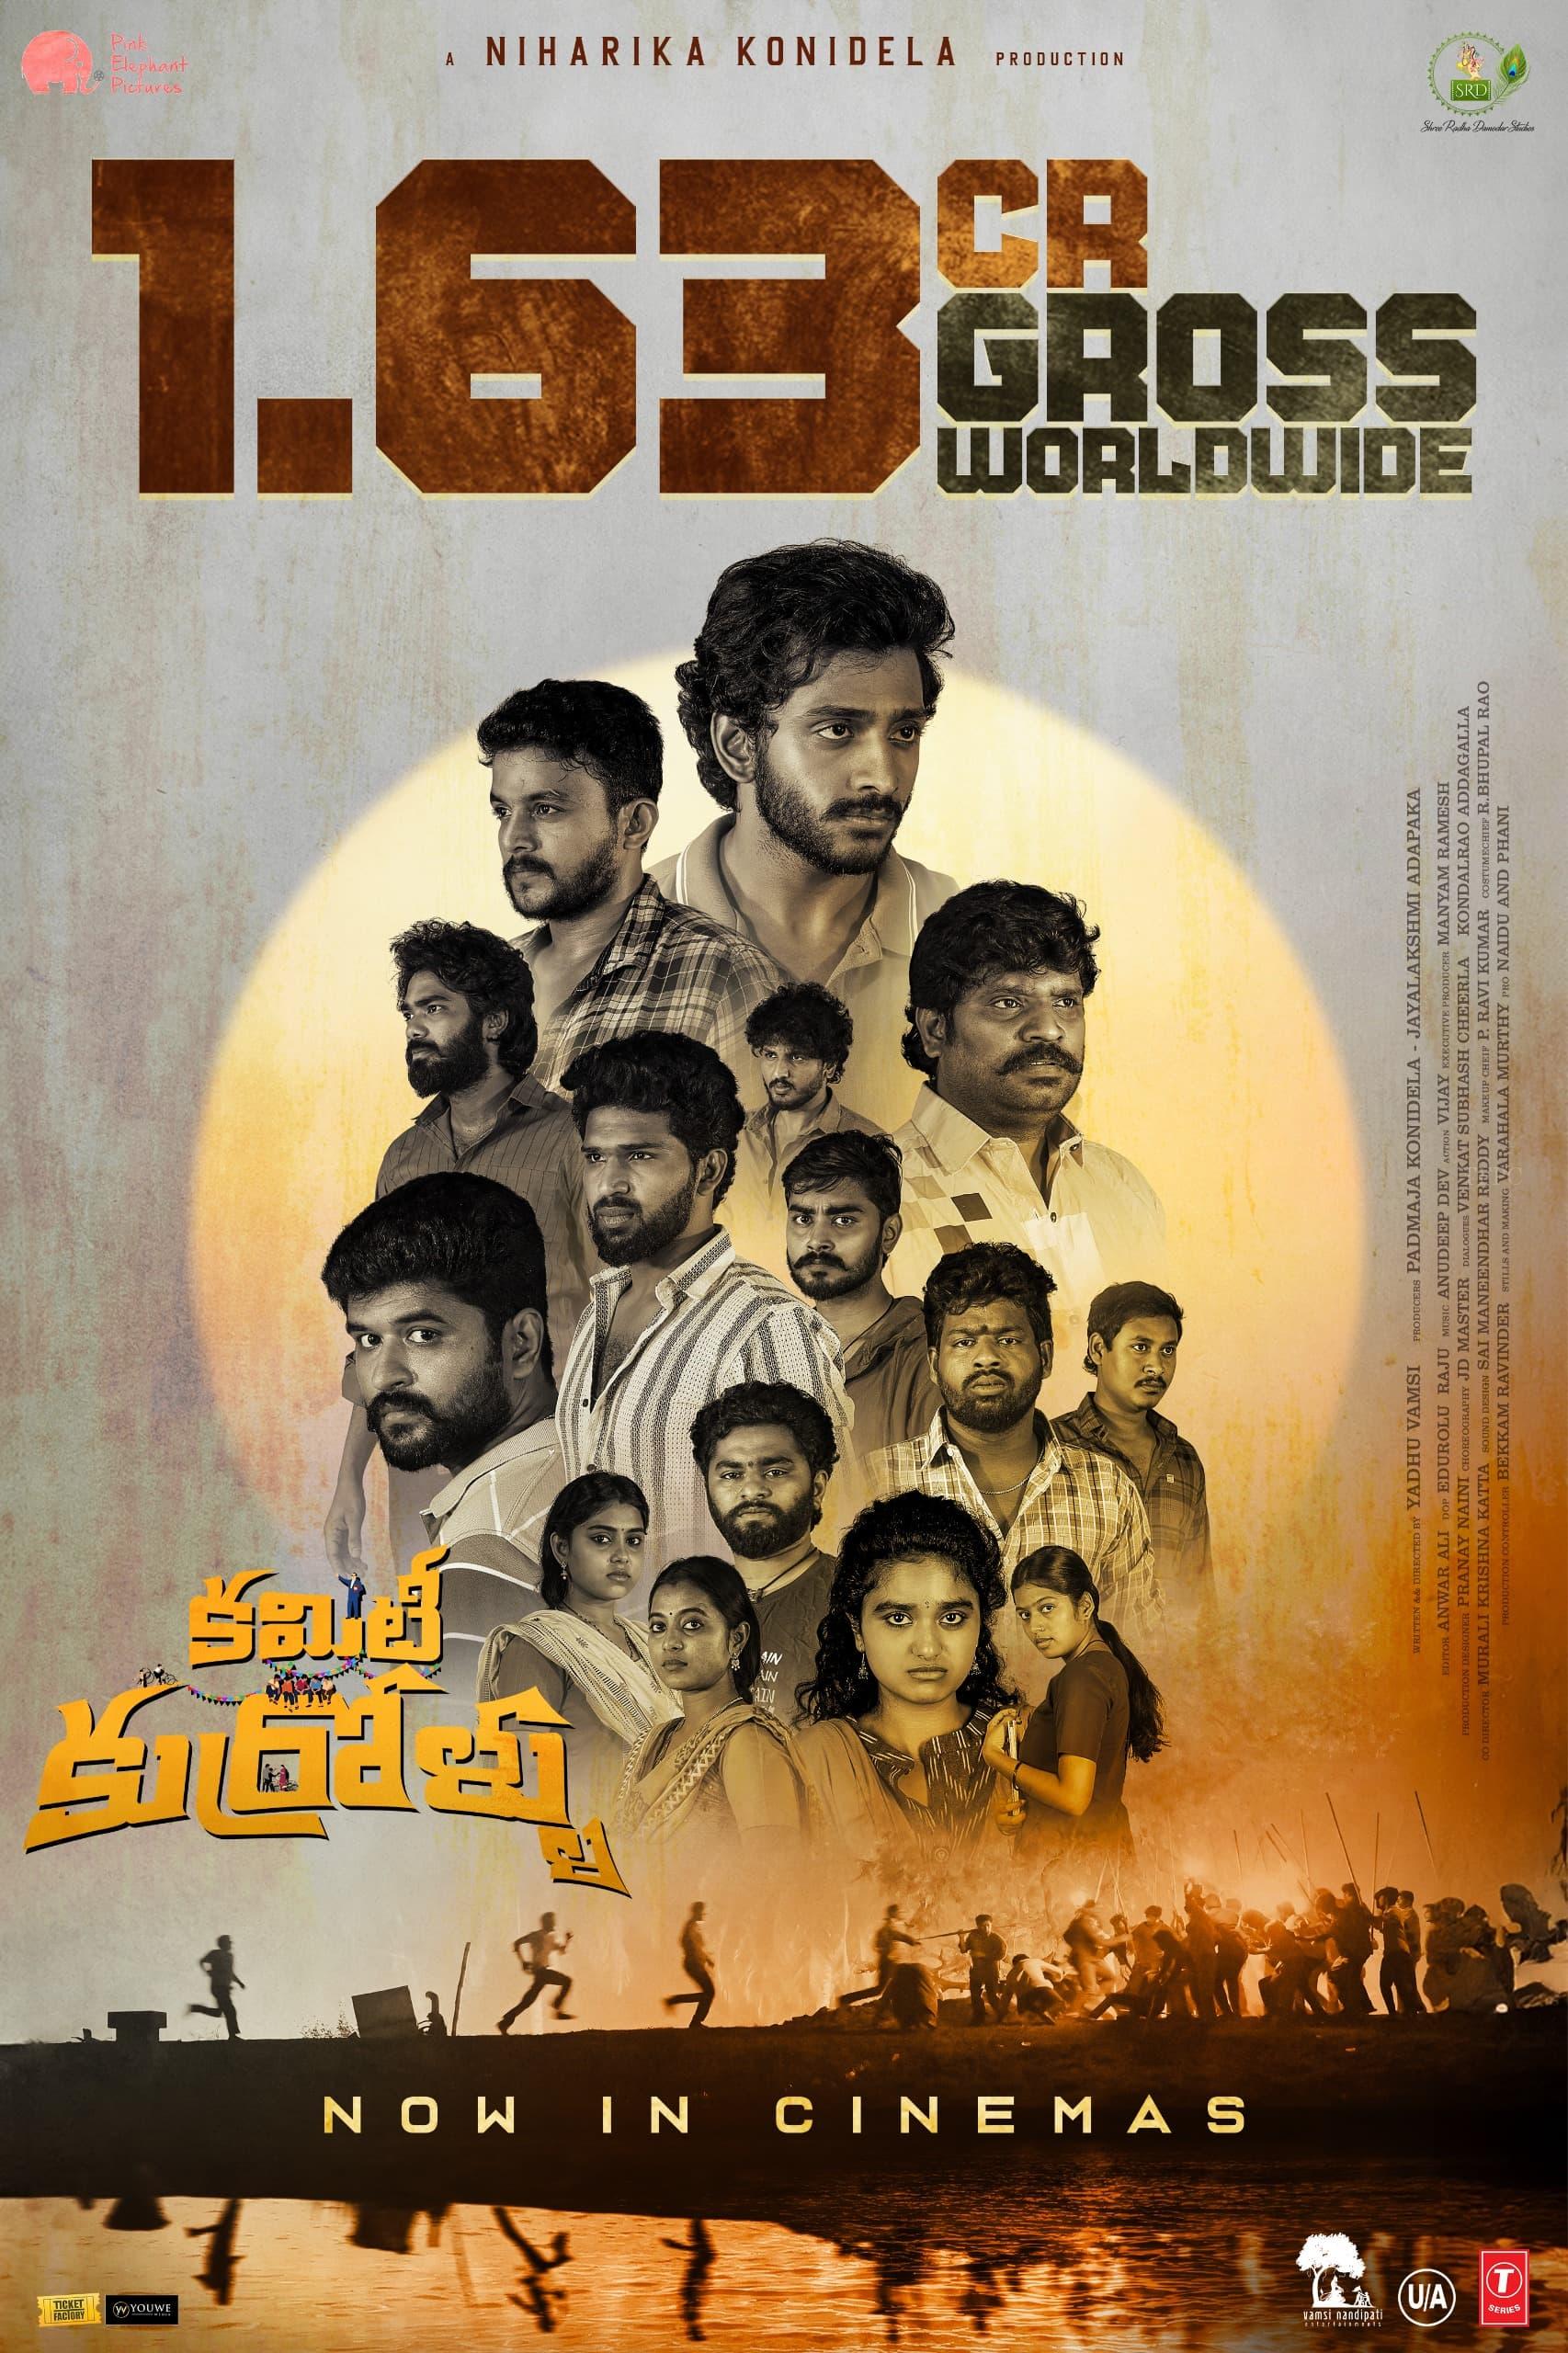 Pink
Elephant
Pictures
A NIHARIKA KONIDELA PRODUCTION
SRD
Shree Radha Damodar Studios
1.63 CR
GROSS
WORLDWIDE
WRITTEN && DIRECTED BY YADHU VAMSI PRODUCERS PADMAJA KONIDELA - JAYALAKSHMI ADAPAKA
EDITOR ANWAR ALI DOP EDUROLU RAJU MUSIC ANUDEEP DEV ACTION VIJAY EXECUTIVE PRODUCER MANYAM RAMESH
PRODUCTION DESIGNER PRANAY NAINI CHOREOGRAPHY JD MASTER DIALOGUES VENKAT SUBHASH CHEERLA KONDALRAO ADDAGALLA
CO DIRECTOR MURALI KRISHNA KATTA SOUND DESIGN SAI MANEENDHAR REDDY MAKEUP CHEIF P. RAVI KUMAR COSTUMECHIEF R.BHUPAL RAO
PRODUCTION CONTROLLER BEKKAM RAVINDER STILLS AND MAKING VARAHALA MURTHY PRO NAIDU AND PHANI
కమిటీ
కుర్రోళ్ళు
NOW IN CINEMAS
TICKET
FACTORY
YOUWE
MEDIA
vamsi nandipati
entertainments
U/A
T
SERIES